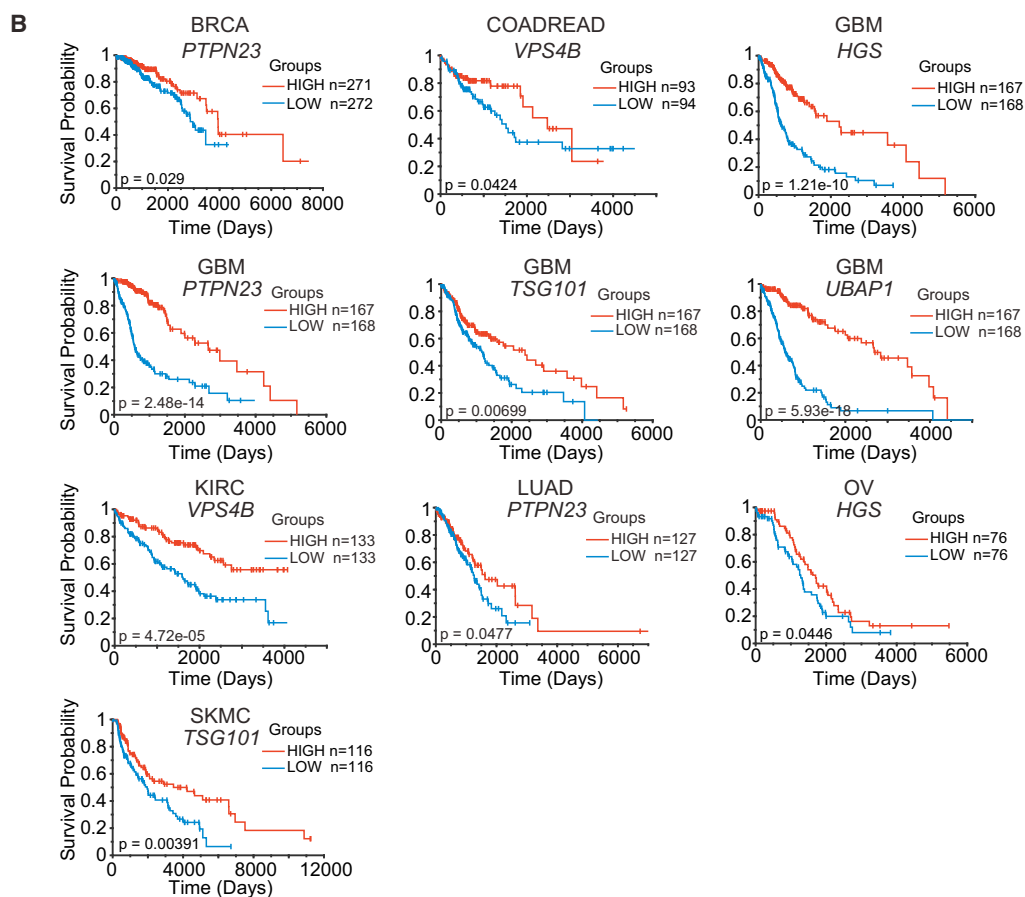 B
BRCA
PTPN23
Groups
HIGH n=271
LOW n=272
Survival Probability
1
0.8
0.6
0.4
0.2
p = 0.029
0 2000 4000 6000 8000
Time (Days)
COADREAD
VPS4B
Groups
HIGH n=93
LOW n=94
1
0.8
0.6
0.4
0.2
0
p = 0.0424
0 2000 4000
Time (Days)
GBM
HGS
Groups
HIGH n=167
LOW n=168
1
0.8
0.6
0.4
0.2
0
p = 1.21e-10
0 2000 4000 6000
Time (Days)
GBM
PTPN23
Groups
HIGH n=167
LOW n=168
Survival Probability
1
0.8
0.6
0.4
0.2
0
p = 2.48e-14
0 2000 4000 6000
Time (Days)
GBM
TSG101
Groups
HIGH n=167
LOW n=168
1
0.8
0.6
0.4
0.2
0
p = 0.00699
0 2000 4000 6000
Time (Days)
GBM
UBAP1
Groups
HIGH n=167
LOW n=168
1
0.8
0.6
0.4
0.2
0
p = 5.93e-18
0 2000 4000
Time (Days)
KIRC
VPS4B
Groups
HIGH n=133
LOW n=133
Survival Probability
1
0.8
0.6
0.4
0.2
0
p = 4.72e-05
0 2000 4000
Time (Days)
LUAD
PTPN23
Groups
HIGH n=127
LOW n=127
1
0.8
0.6
0.4
0.2
0
p = 0.0477
0 2000 4000 6000
Time (Days)
OV
HGS
Groups
HIGH n=76
LOW n=76
1
0.8
0.6
0.4
0.2
0
p = 0.0446
0 2000 4000 6000
Time (Days)
SKMC
TSG101
Groups
HIGH n=116
LOW n=116
Survival Probability
1
0.8
0.6
0.4
0.2
0
p = 0.00391
0 4000 8000 12000
Time (Days)